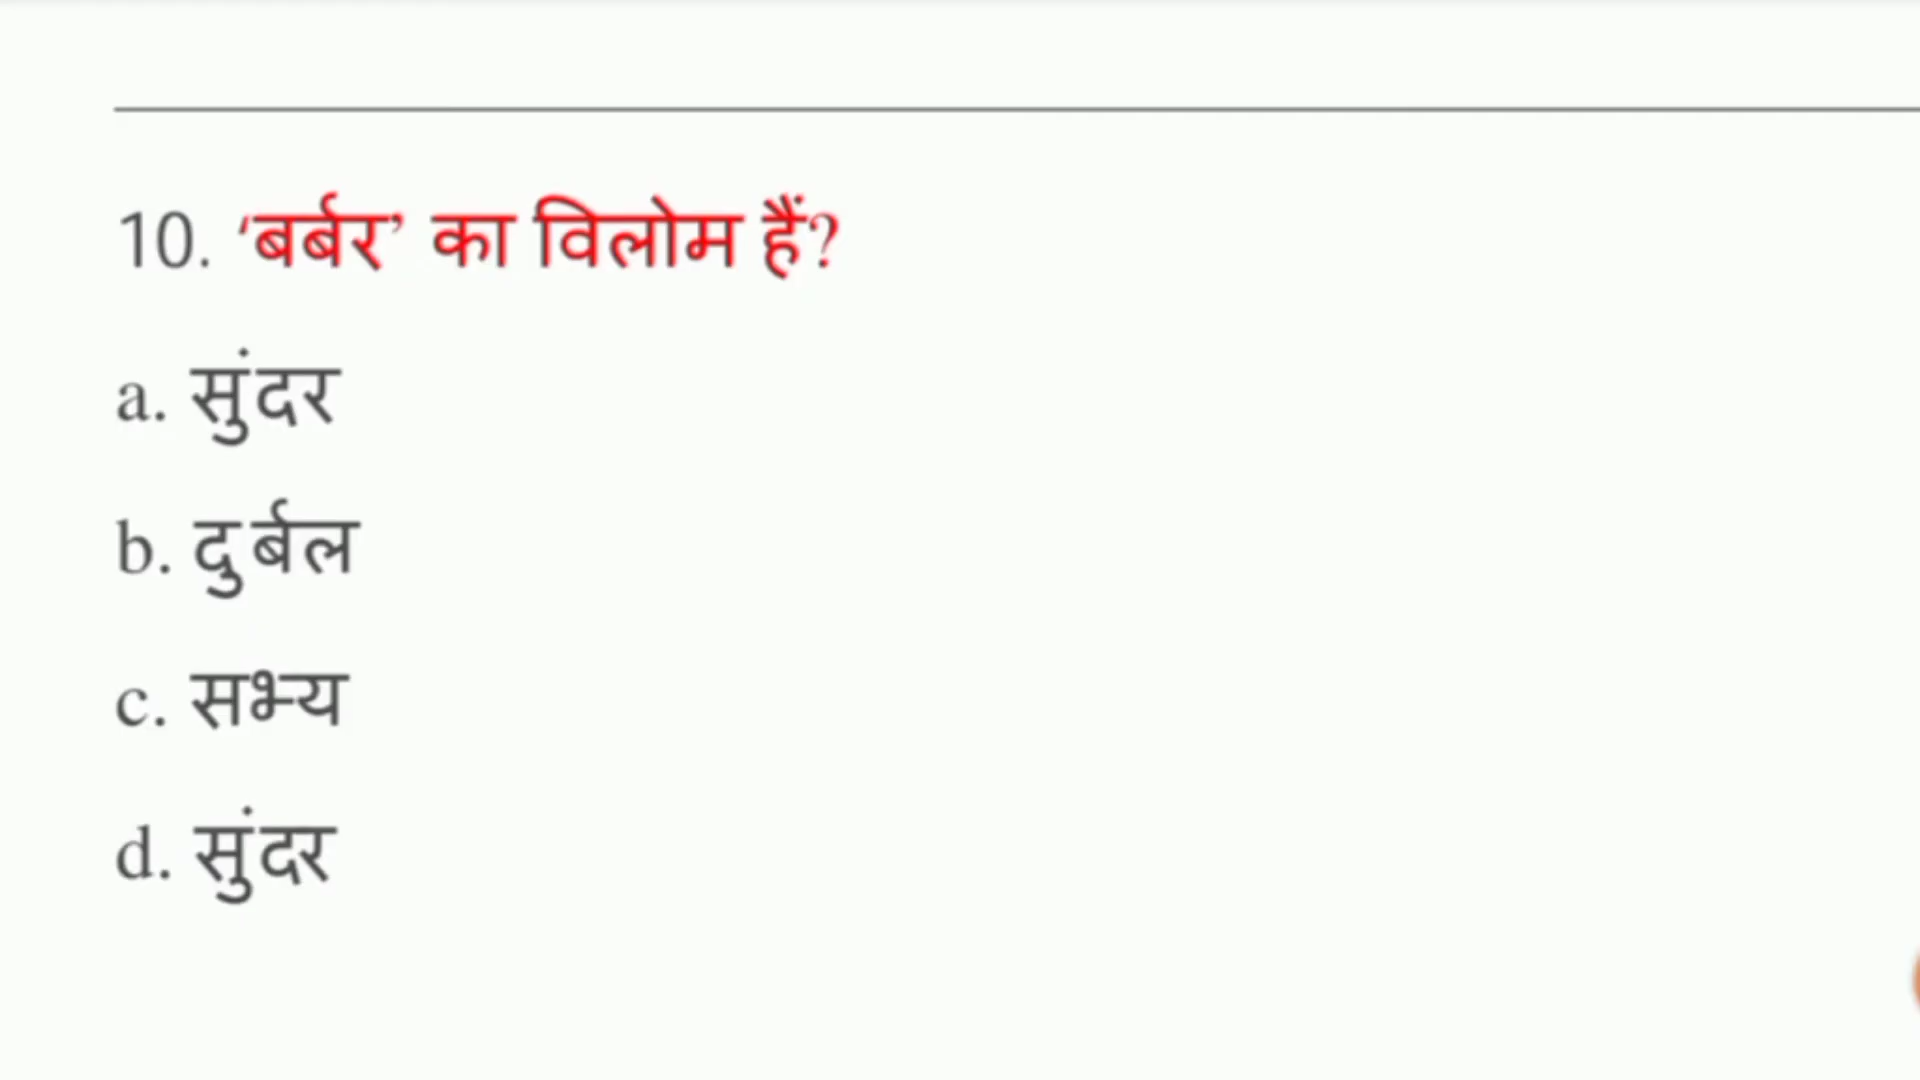 10. ‘बर्बर’ का विलोम हैं?
a. सुंदर
b. दुर्बल
c. सभ्य
d. सुंदर